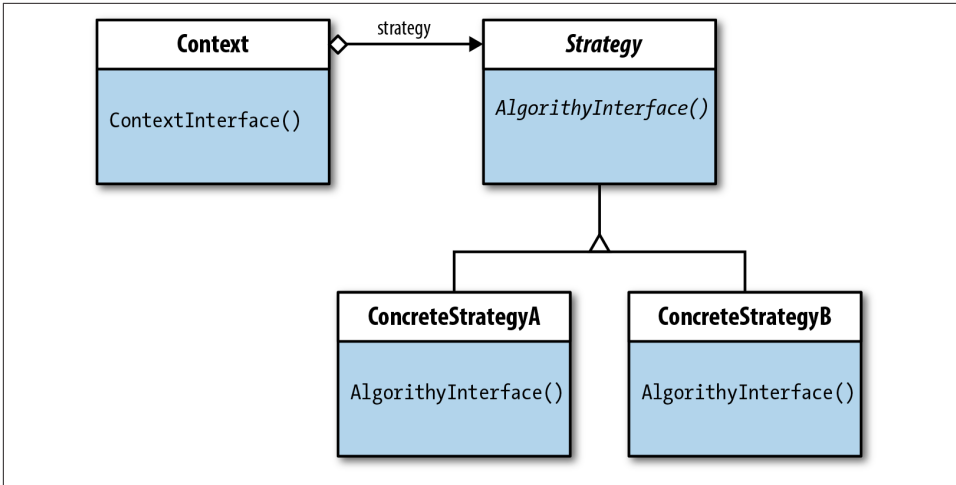 Context
strategy
Strategy
ContextInterface()
AlgorithyInterface()
ConcreteStrategyA
ConcreteStrategyB
AlgorithyInterface()
AlgorithyInterface()